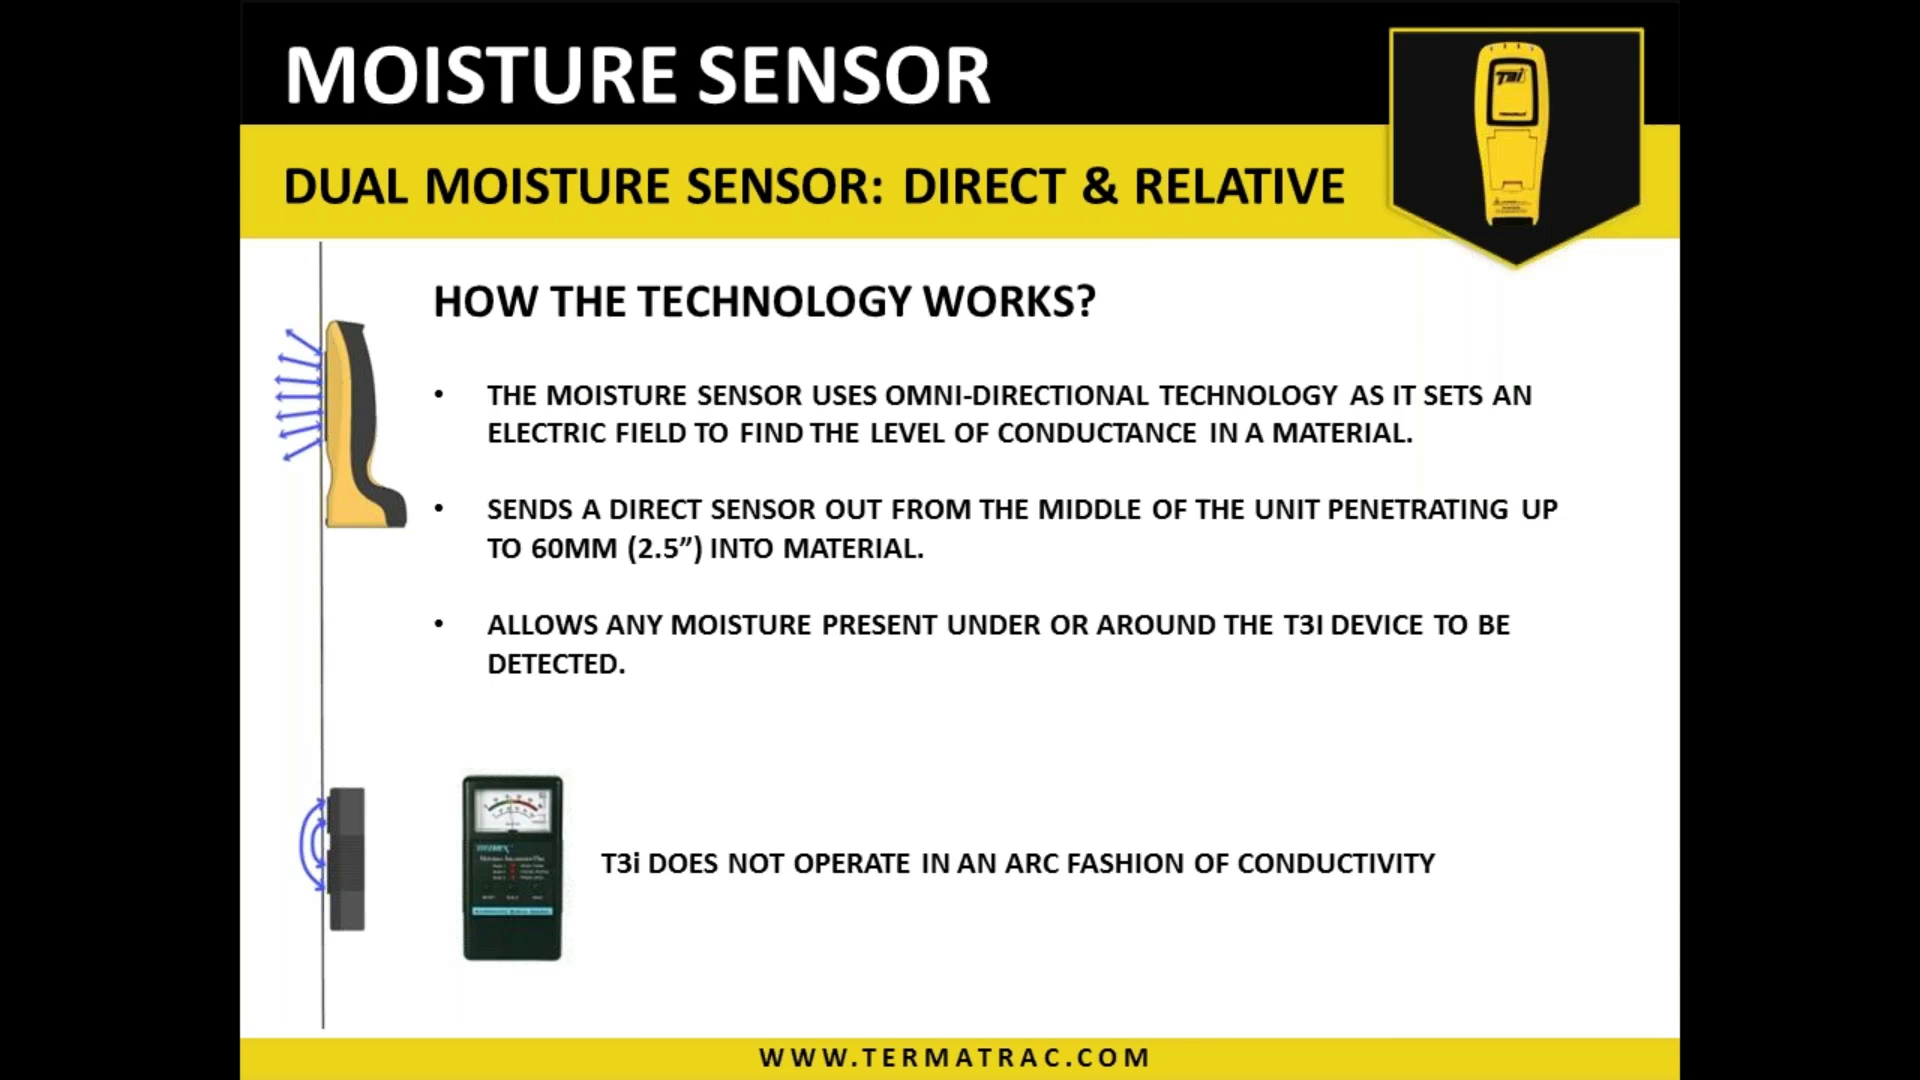 MOISTURE SENSOR
T3i
DUAL MOISTURE SENSOR: DIRECT & RELATIVE
HOW THE TECHNOLOGY WORKS?
• THE MOISTURE SENSOR USES OMNI-DIRECTIONAL TECHNOLOGY AS IT SETS AN
ELECTRIC FIELD TO FIND THE LEVEL OF CONDUCTANCE IN A MATERIAL.
• SENDS A DIRECT SENSOR OUT FROM THE MIDDLE OF THE UNIT PENETRATING UP
TO 60MM (2.5”) INTO MATERIAL.
• ALLOWS ANY MOISTURE PRESENT UNDER OR AROUND THE T3I DEVICE TO BE
DETECTED.
T3i DOES NOT OPERATE IN AN ARC FASHION OF CONDUCTIVITY
WWW.TERMATRAC.COM